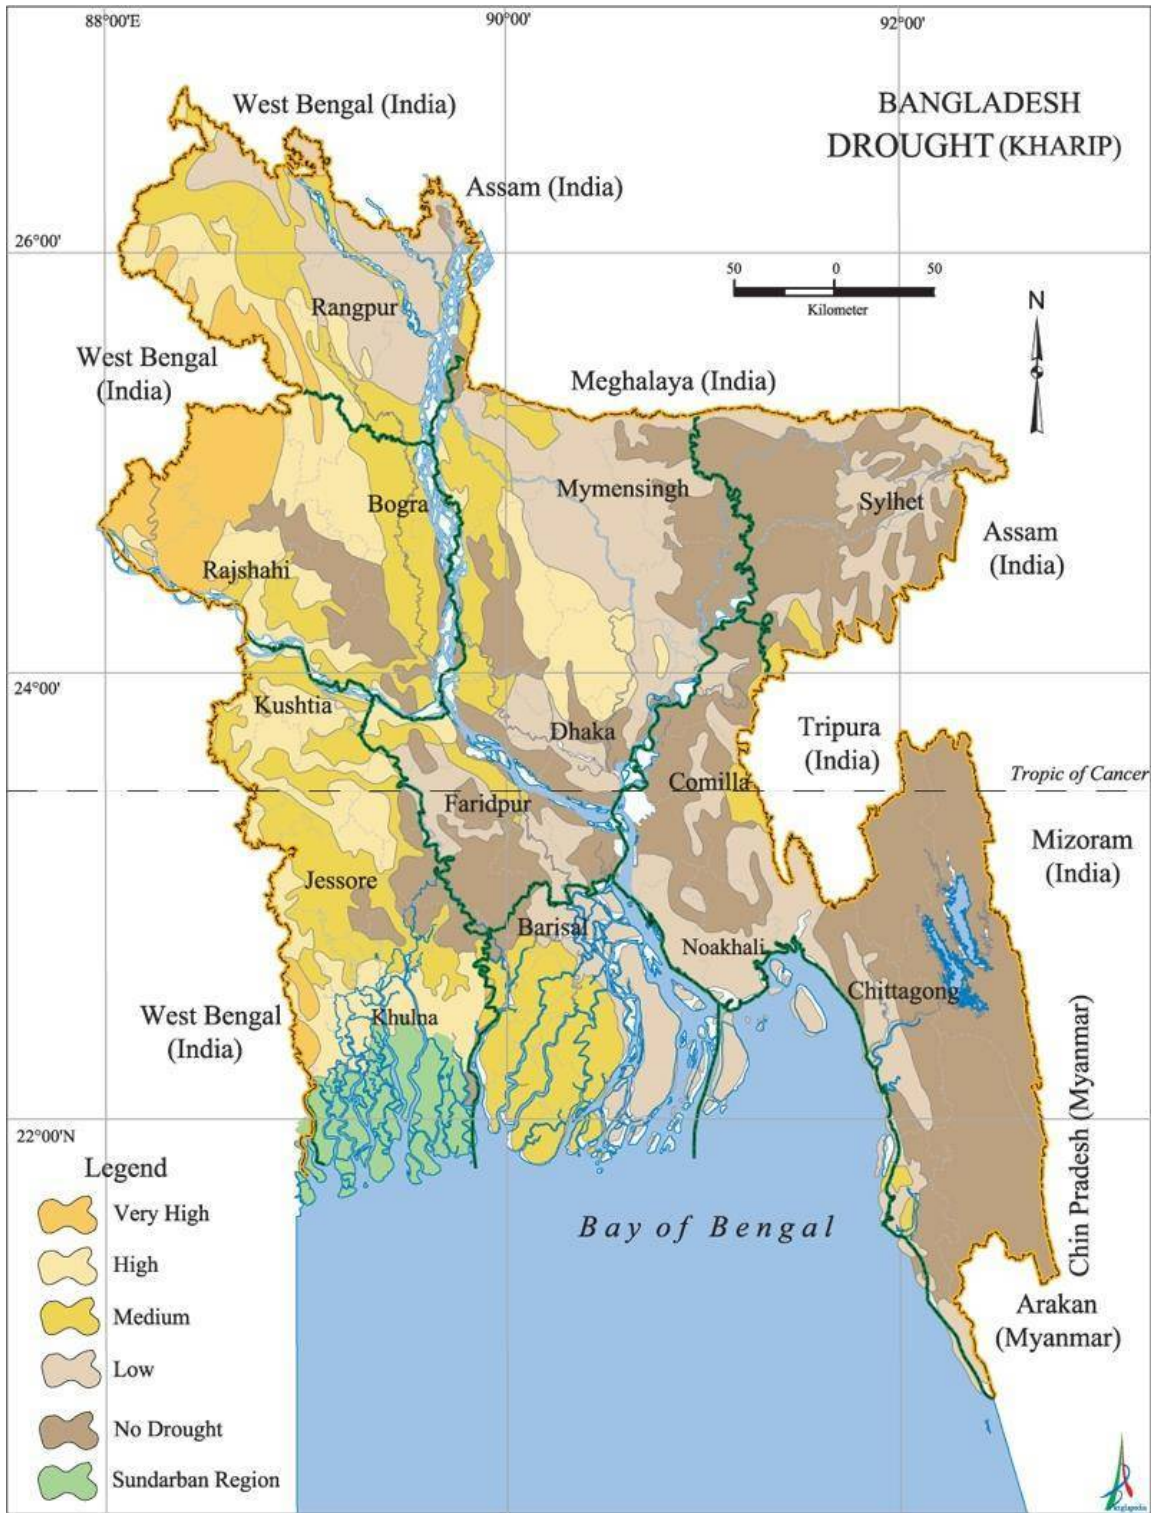 88°00'E
90°00'
92°00'
BANGLADESH
DROUGHT (KHARIP)
West Bengal (India)
Assam (India)
26°00'
50
0
50
Kilometer
N
Rangpur
West Bengal
(India)
Meghalaya (India)
Mymensingh
Bogra
Sylhet
Assam
(India)
Rajshahi
24°00'
Kushtia
Dhaka
Tripura
(India)
Comilla
Tropic of Cancer
Faridpur
Mizoram
(India)
Jessore
Barisal
Noakhali
Chittagong
West Bengal
(India)
Khulna
Chin Pradesh (Myanmar)
22°00'N
Legend
Very High
High
Medium
Low
No Drought
Sundarban Region
Bay of Bengal
Arakan
(Myanmar)